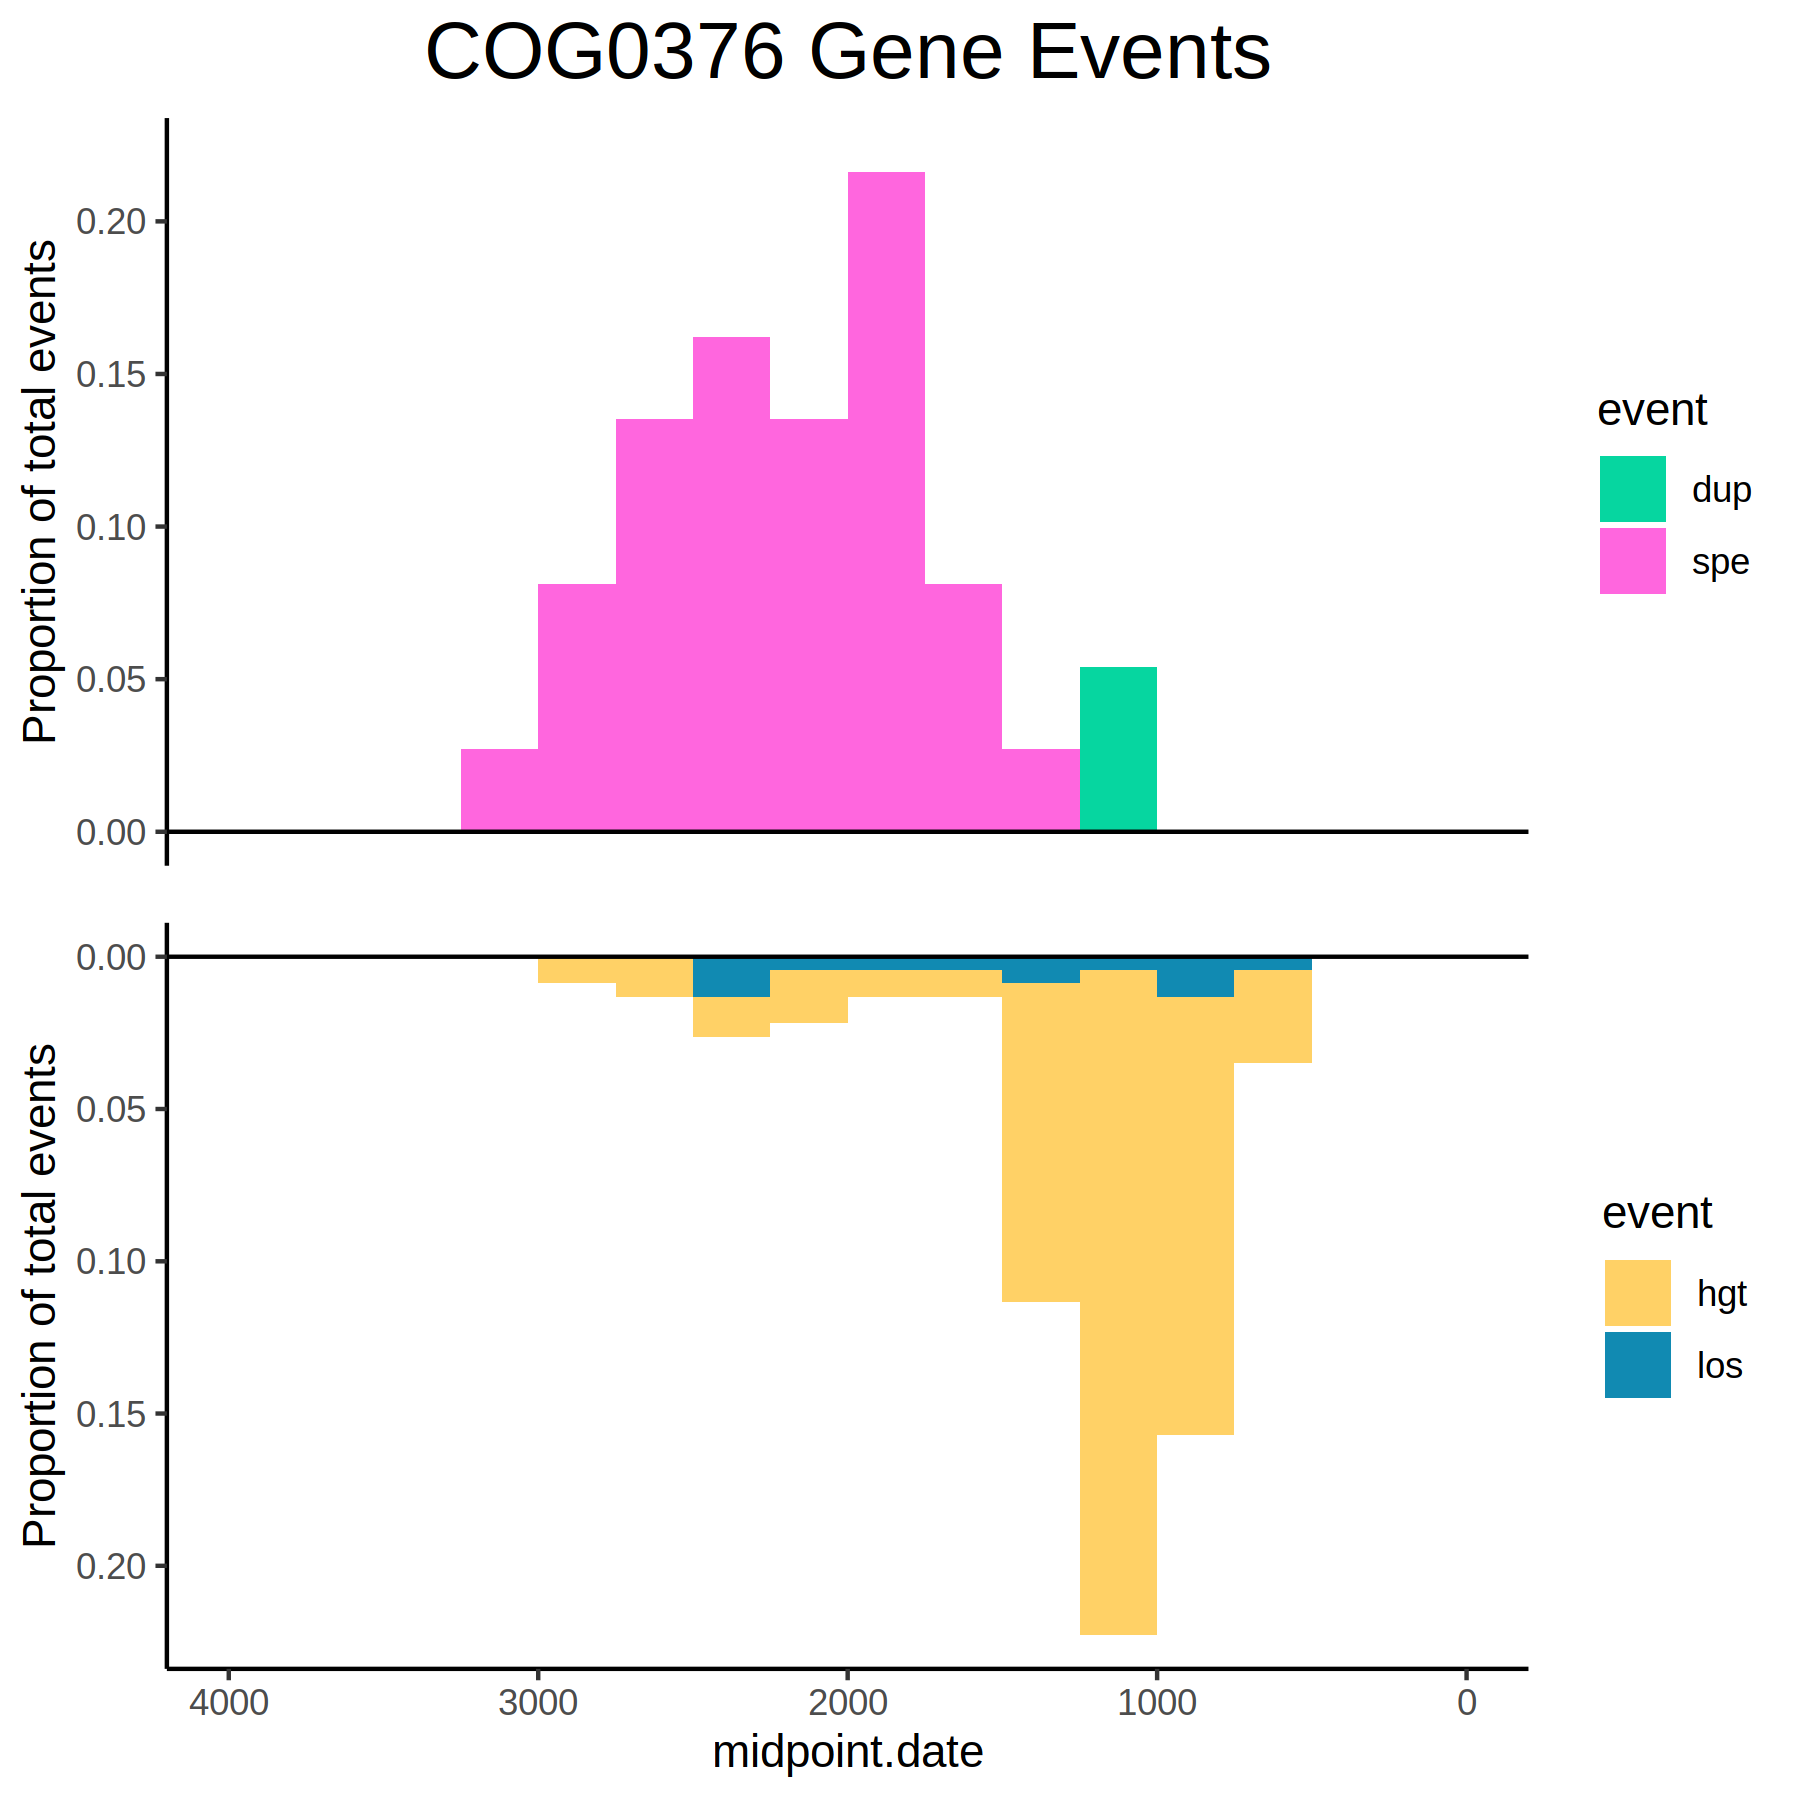 COG0376 Gene Events
Proportion of total events
0.20
0.15
0.10
0.05
0.00
event
dup
spe
Proportion of total events
0.00
0.05
0.10
0.15
0.20
event
hgt
los
4000 3000 2000 1000 0
midpoint.date